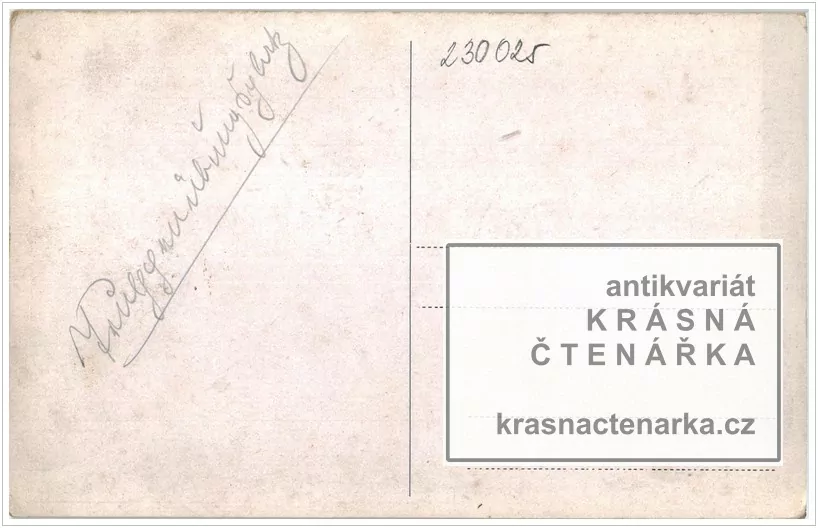 230025
antikvariát
KRÁSNÁ
ČTENÁŘKA
krasnactenarka.cz